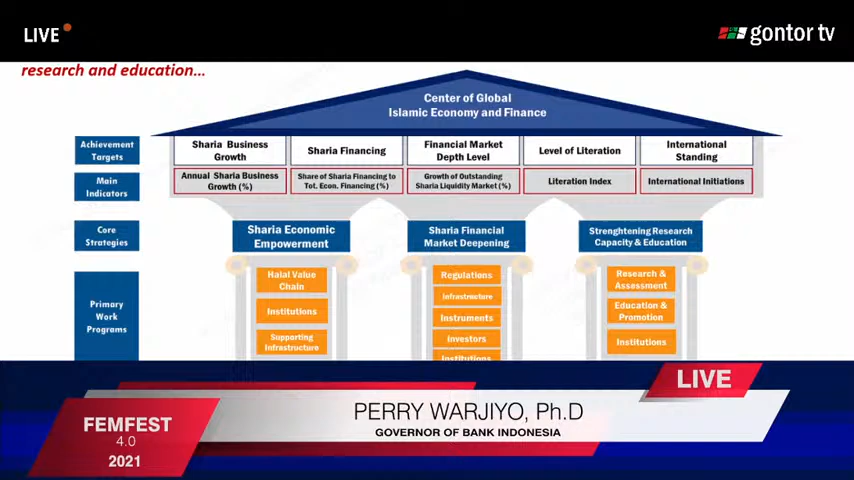 LIVE
gontor tv
research and education...
Center of Global
Islamic Economy and Finance
Achievement
Targets
Sharia Business
Growth
Sharia Financing
Financial Market
Depth Level
Level of Literation
International
Standing
Main
Indicators
Annual Sharia Business
Growth (%)
Share of Sharia Financing to
Tot. Econ. Financing (%)
Growth of Outstanding
Sharia Liquidity Market (%)
Literation Index
International Initiations
Core
Strategies
Sharia Economic
Empowerment
Sharia Financial
Market Deepening
Strenghtening Research
Capacity & Education
Primary
Work
Programs
Halal Value
Chain
Institutions
Supporting
Infrastructure
Regulations
Infrastructure
Instruments
Investors
Institutions
Research &
Assessment
Education &
Promotion
Institutions
LIVE
PERRY WARJIYO, Ph.D
GOVERNOR OF BANK INDONESIA
FEMFEST
4.0
2021